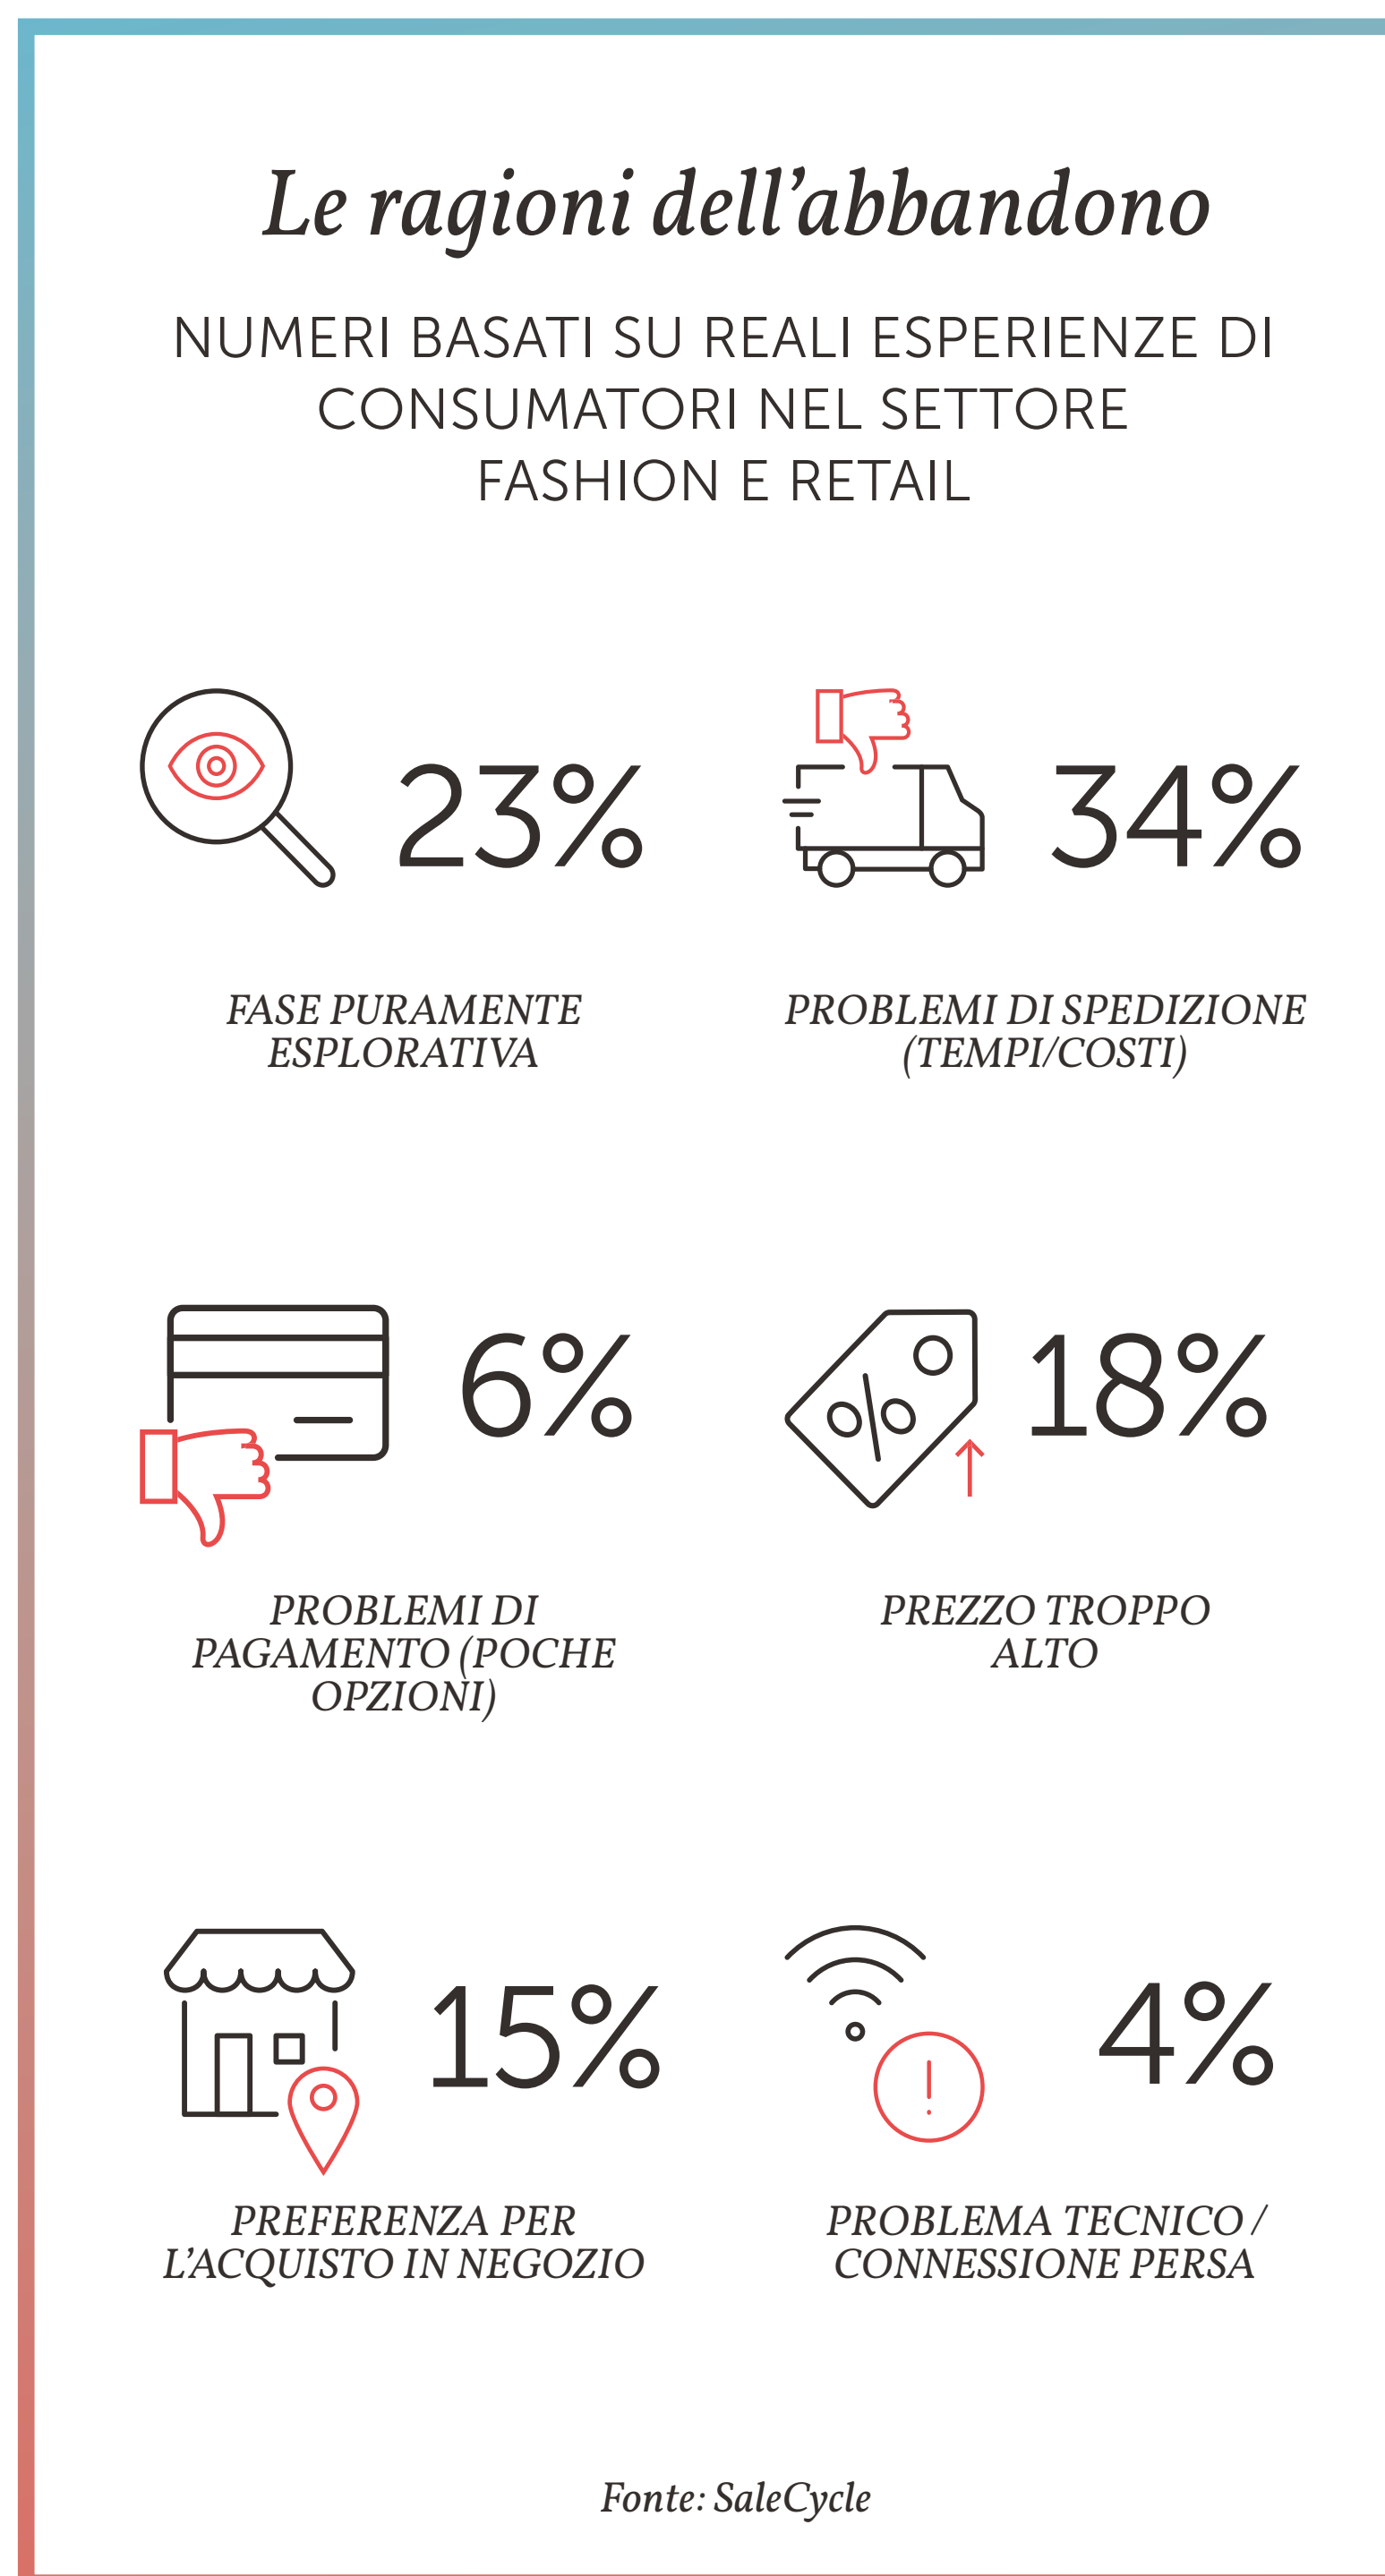 Le ragioni dell’abbandono
NUMERI BASATI SU REALI ESPERIENZE DI
CONSUMATORI NEL SETTORE
FASHION E RETAIL
23%
FASE PURAMENTE
ESPLORATIVA
34%
PROBLEMI DI SPEDIZIONE
(TEMPI/COSTI)
6%
PROBLEMI DI
PAGAMENTO (POCHE
OPZIONI)
%
18%
PREZZO TROPPO
ALTO
15%
PREFERENZA PER
L’ACQUISTO IN NEGOZIO
!
4%
PROBLEMA TECNICO /
CONNESSIONE PERSA
Fonte: SaleCycle